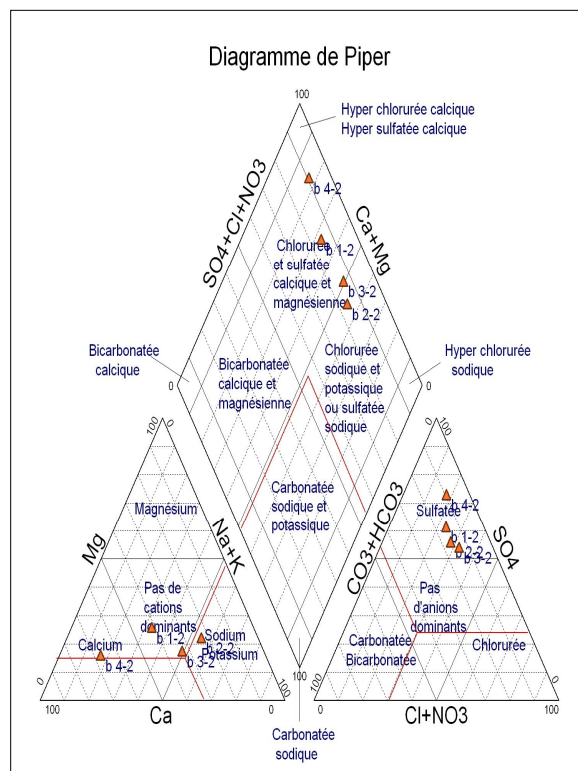 Diagramme de Piper
100
Hyper chlorurée calcique
Hyper sulfatée calcique
SO4+Cl+NO3
Ca+Mg
b 4-2
b 1-2
Chlorurée
et sulfatée
calcique et
magnésienne
b 3-2
b 2-2
Bicarbonatée
calcique
Bicarbonatée
calcique et
magnésienne
Chlorurée
sodique et
potassique
ou sulfatée
sodique
Hyper chlorurée
sodique
0
0
Carbonatée
sodique et
potassique
100
Carbonatée
sodique
100
0
Mg
Na+K
Magnésium
Pas de
cations
dominants
b 1-2
Calcium
b 4-2
Sodium
b 2-2
Potassium
b 3-2
0
100
100
0
Ca
100
0
CO3+HCO3
SO4
b 4-2
Sulfatée
b 1-2
b 2-2
b 3-2
Pas
d'anions
dominants
Carbonatée
Bicarbonatée
Chlorurée
100
0
0
100
Cl+NO3